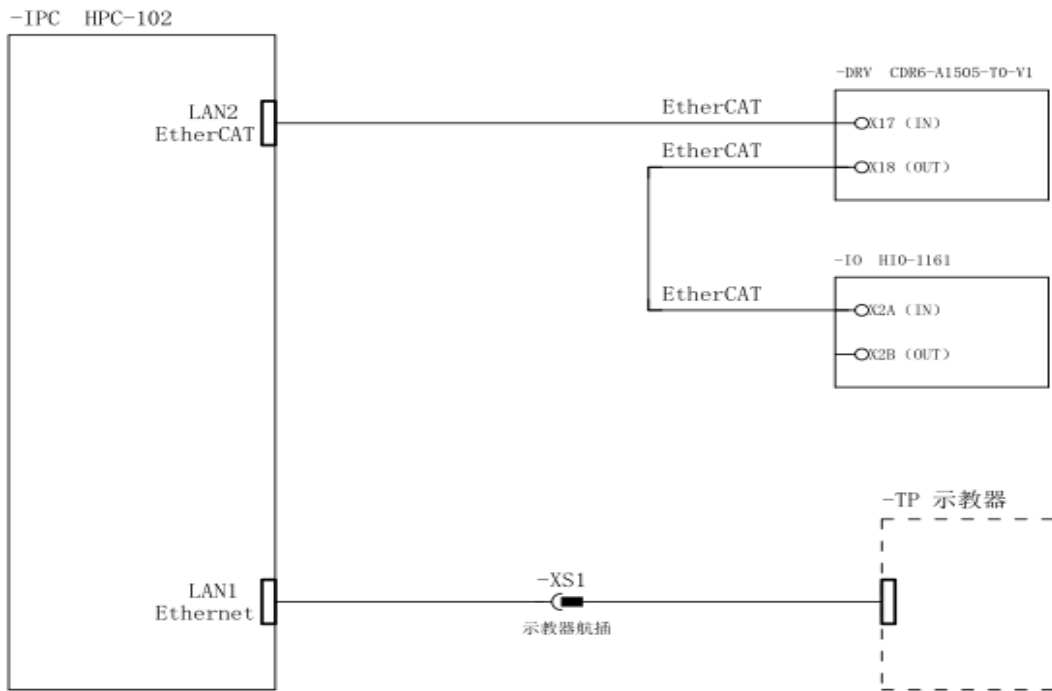 -IPC HPC-102
-DRV CDR6-A1505-T0-V1
LAN2
EtherCAT
EtherCAT
X17 (IN)
EtherCAT
X18 (OUT)
-IO HIO-1161
EtherCAT
X2A (IN)
X2B (OUT)
-TP 示教器
LAN1
Ethernet
-XS1
示教器航插